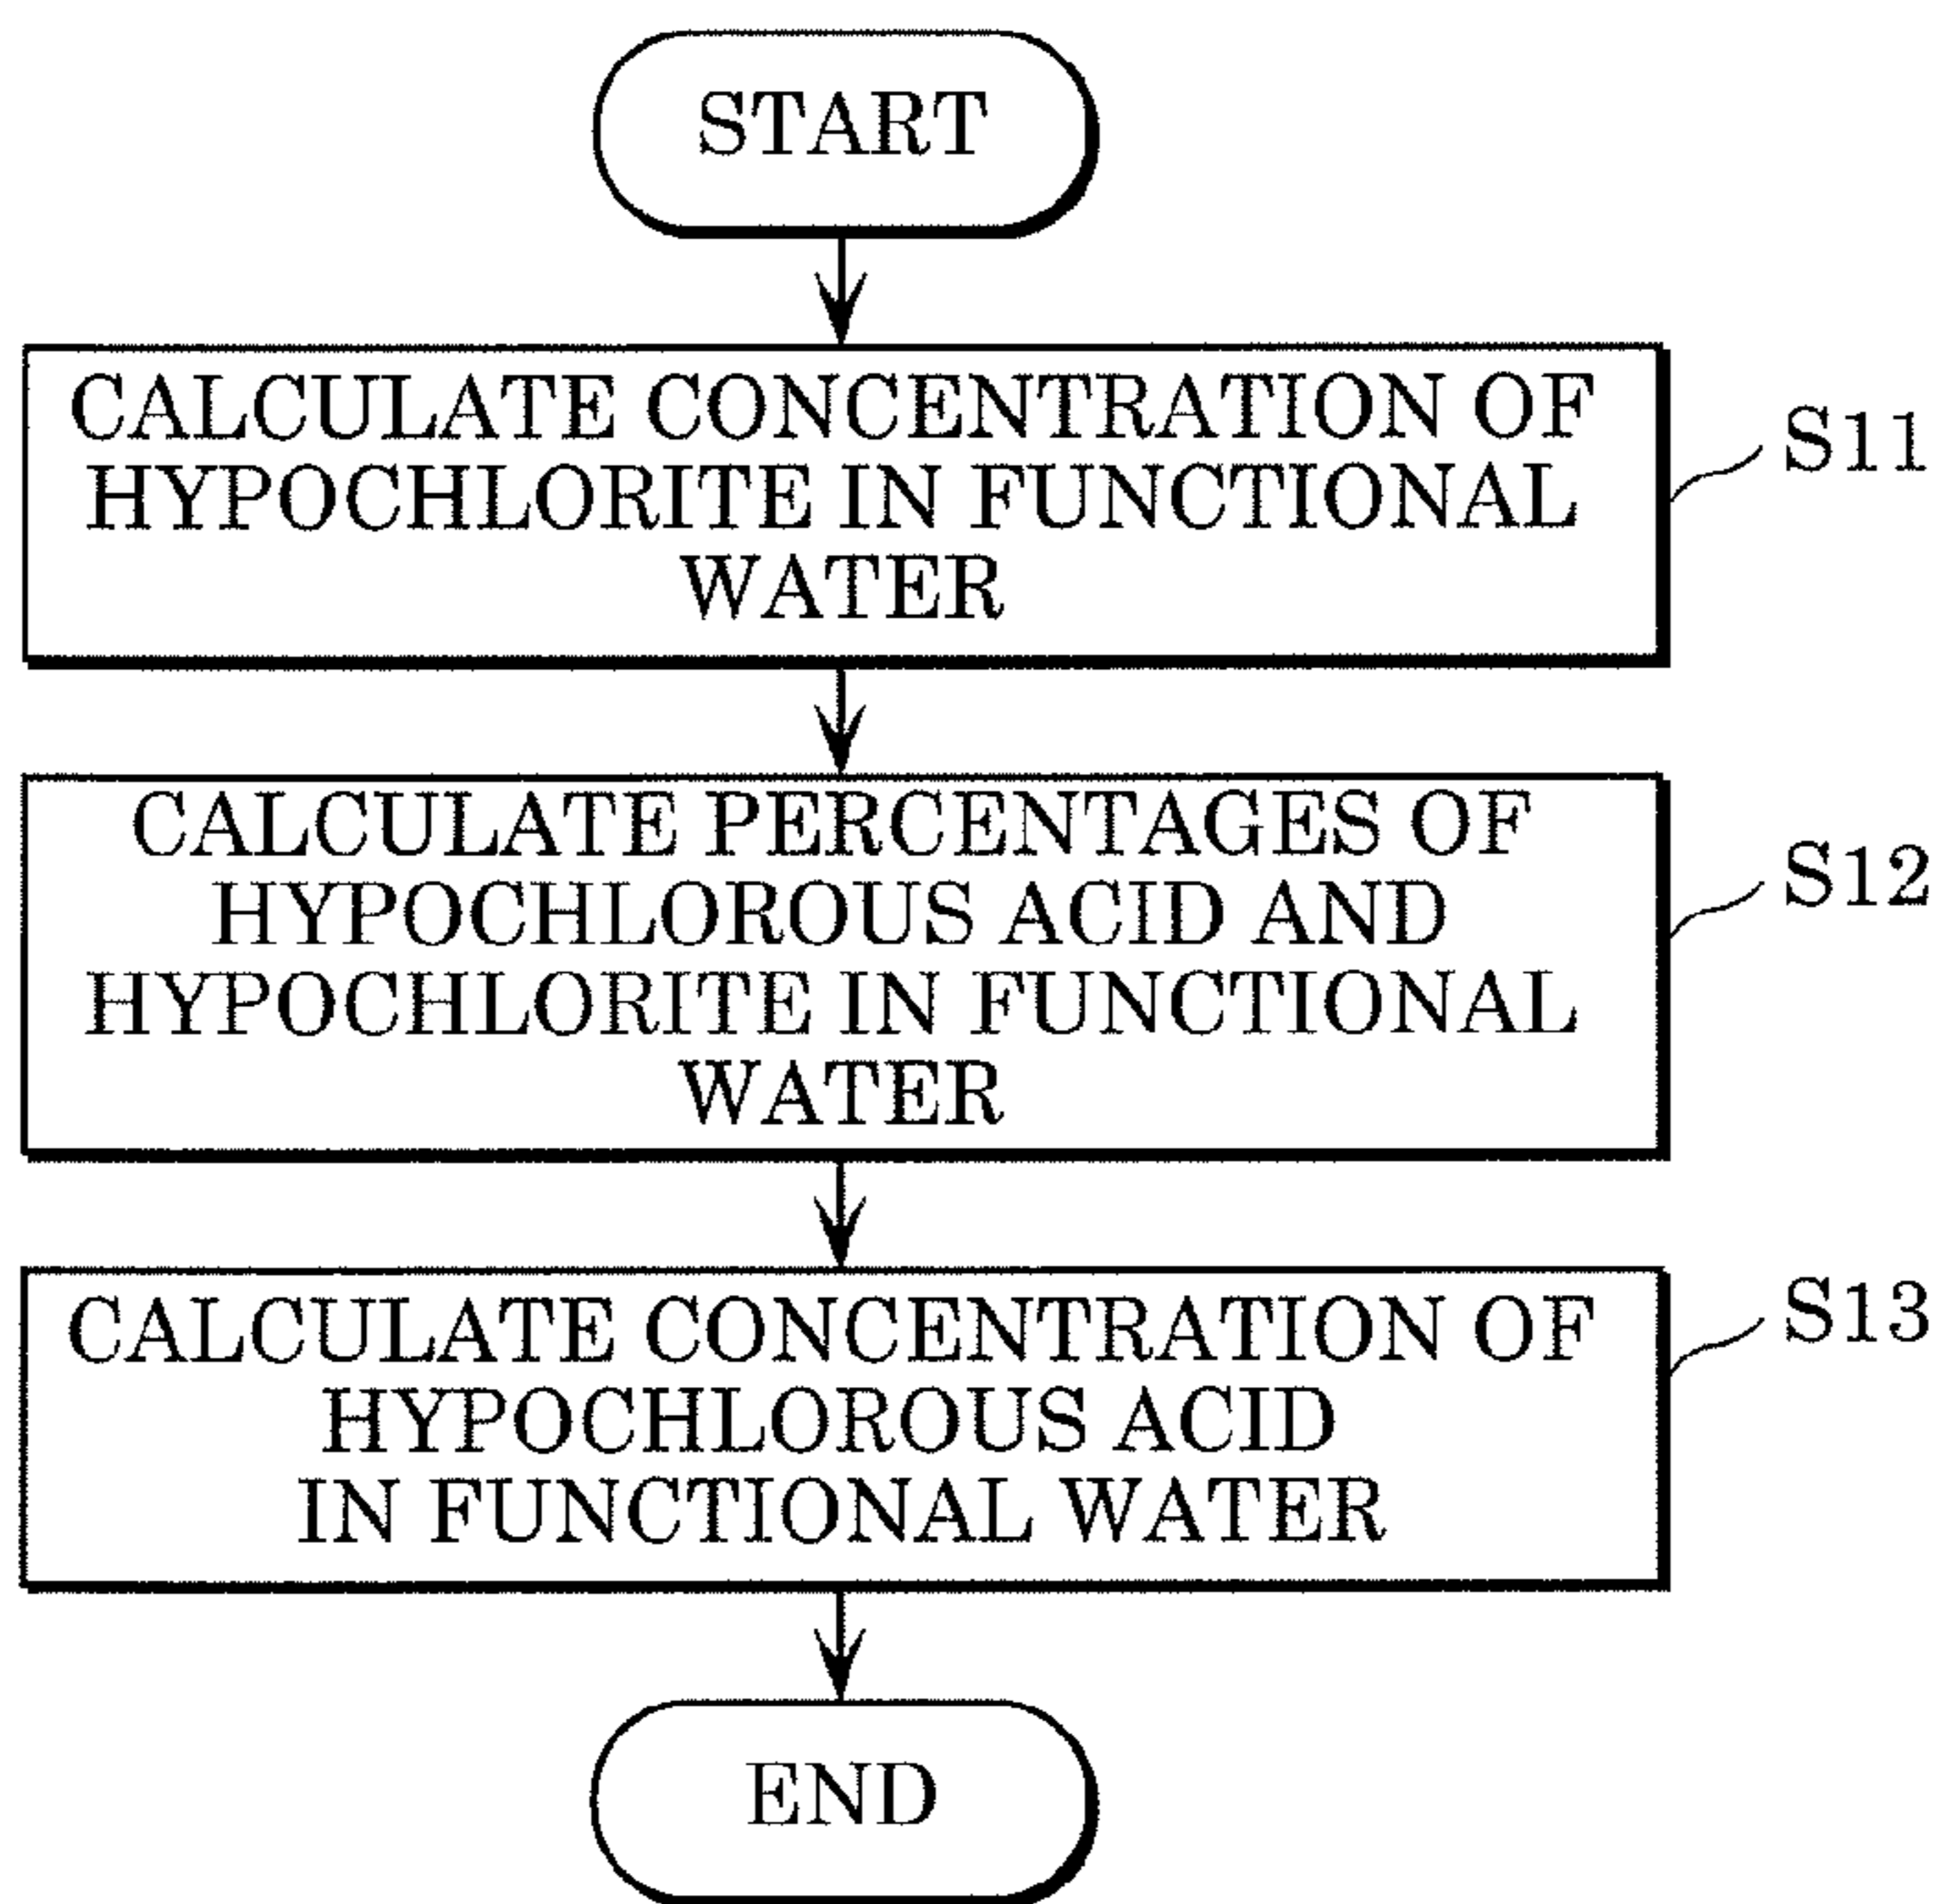 START
CALCULATE CONCENTRATION OF
HYPOCHLORITE IN FUNCTIONAL
WATER
S11
CALCULATE PERCENTAGES OF
HYPOCHLOROUS ACID AND
HYPOCHLORITE IN FUNCTIONAL
WATER
S12
CALCULATE CONCENTRATION OF
HYPOCHLOROUS ACID
IN FUNCTIONAL WATER
S13
END